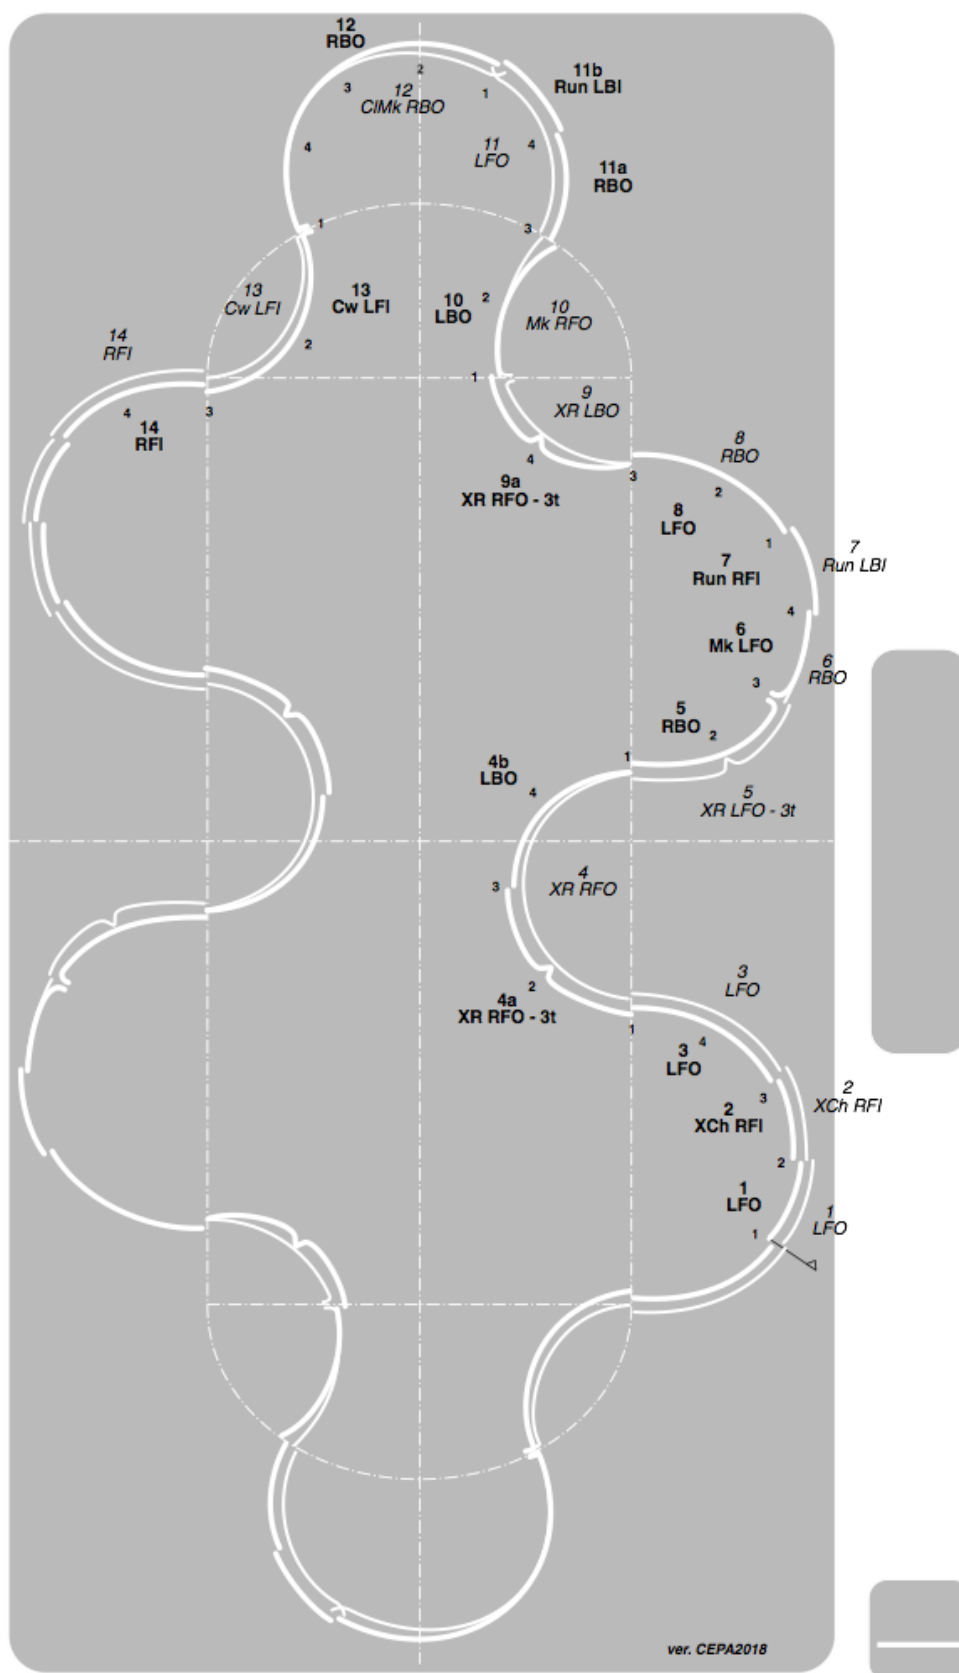 12
RBO
11b
Run LBI
2
3
12
ClMk RBO
1
4
11
LFO
4
11a
RBO
1
3
13
Cw LFI
13
Cw LFI
10
LBO
2
10
Mk RFO
14
RFI
2
1
9
XR LBO
4
3
14
RFI
8
RBO
4
3
9a
XR RFO - 3t
2
8
LFO
1
7
Run LBI
7
Run RFI
4
6
Mk LFO
6
RBO
3
5
RBO
2
4b
LBO
1
4
5
XR LFO - 3t
3
4
XR RFO
3
LFO
2
4a
XR RFO - 3t
1
4
3
LFO
3
2
XCh RFI
2
XCh RFI
2
1
LFO
1
1
LFO
ver. CEPA2018